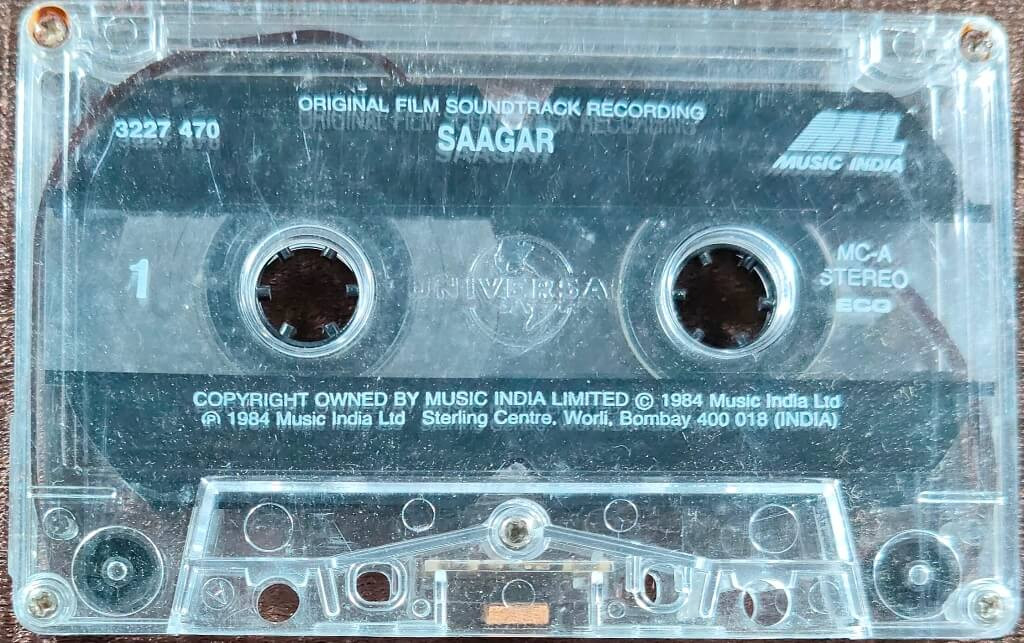 ORIGINAL FILM SOUNDTRACK RECORDING
3227 470
SAAGAR
MIL
MUSIC INDIA
1
UNIVERSAL
MC-A
STEREO
ECO
COPYRIGHT OWNED BY MUSIC INDIA LIMITED © 1984 Music India Ltd
℗ 1984 Music India Ltd Sterling Centre, Worli, Bombay 400 018 (INDIA)